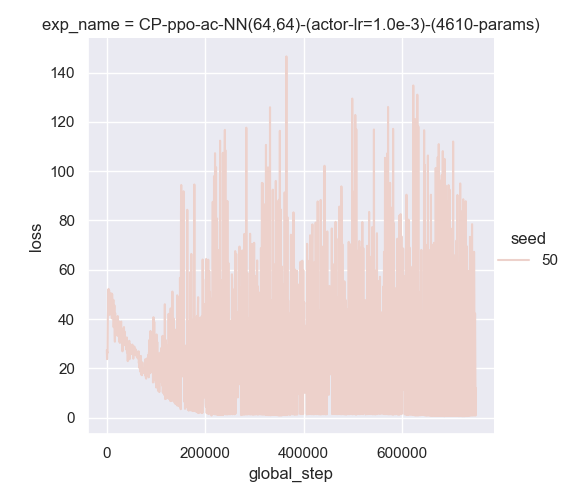 exp_name = CP-ppo-ac-NN(64,64)-(actor-lr=1.0e-3)-(4610-params)
140
120
100
80
60
40
20
0
loss
0 200000 400000 600000
global_step
seed
50